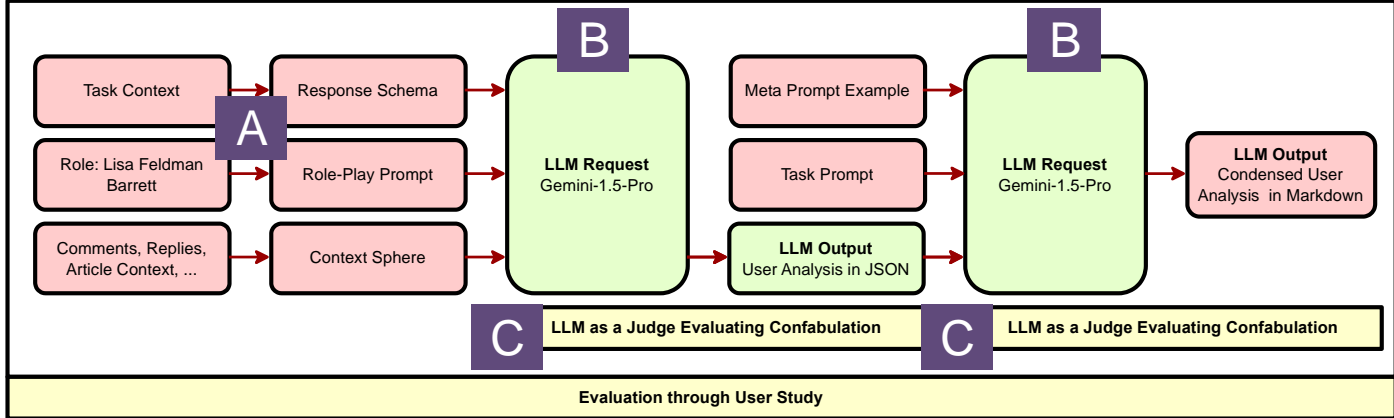 B
B
Task Context
Response Schema
Meta Prompt Example
A
LLM Request
Gemini-1.5-Pro
LLM Request
Gemini-1.5-Pro
Role: Lisa Feldman
Barrett
Role-Play Prompt
Task Prompt
LLM Output
Condensed User
Analysis in Markdown
Comments, Replies,
Article Context, ...
Context Sphere
LLM Output
User Analysis in JSON
C
LLM as a Judge Evaluating Confabulation
C
LLM as a Judge Evaluating Confabulation
Evaluation through User Study